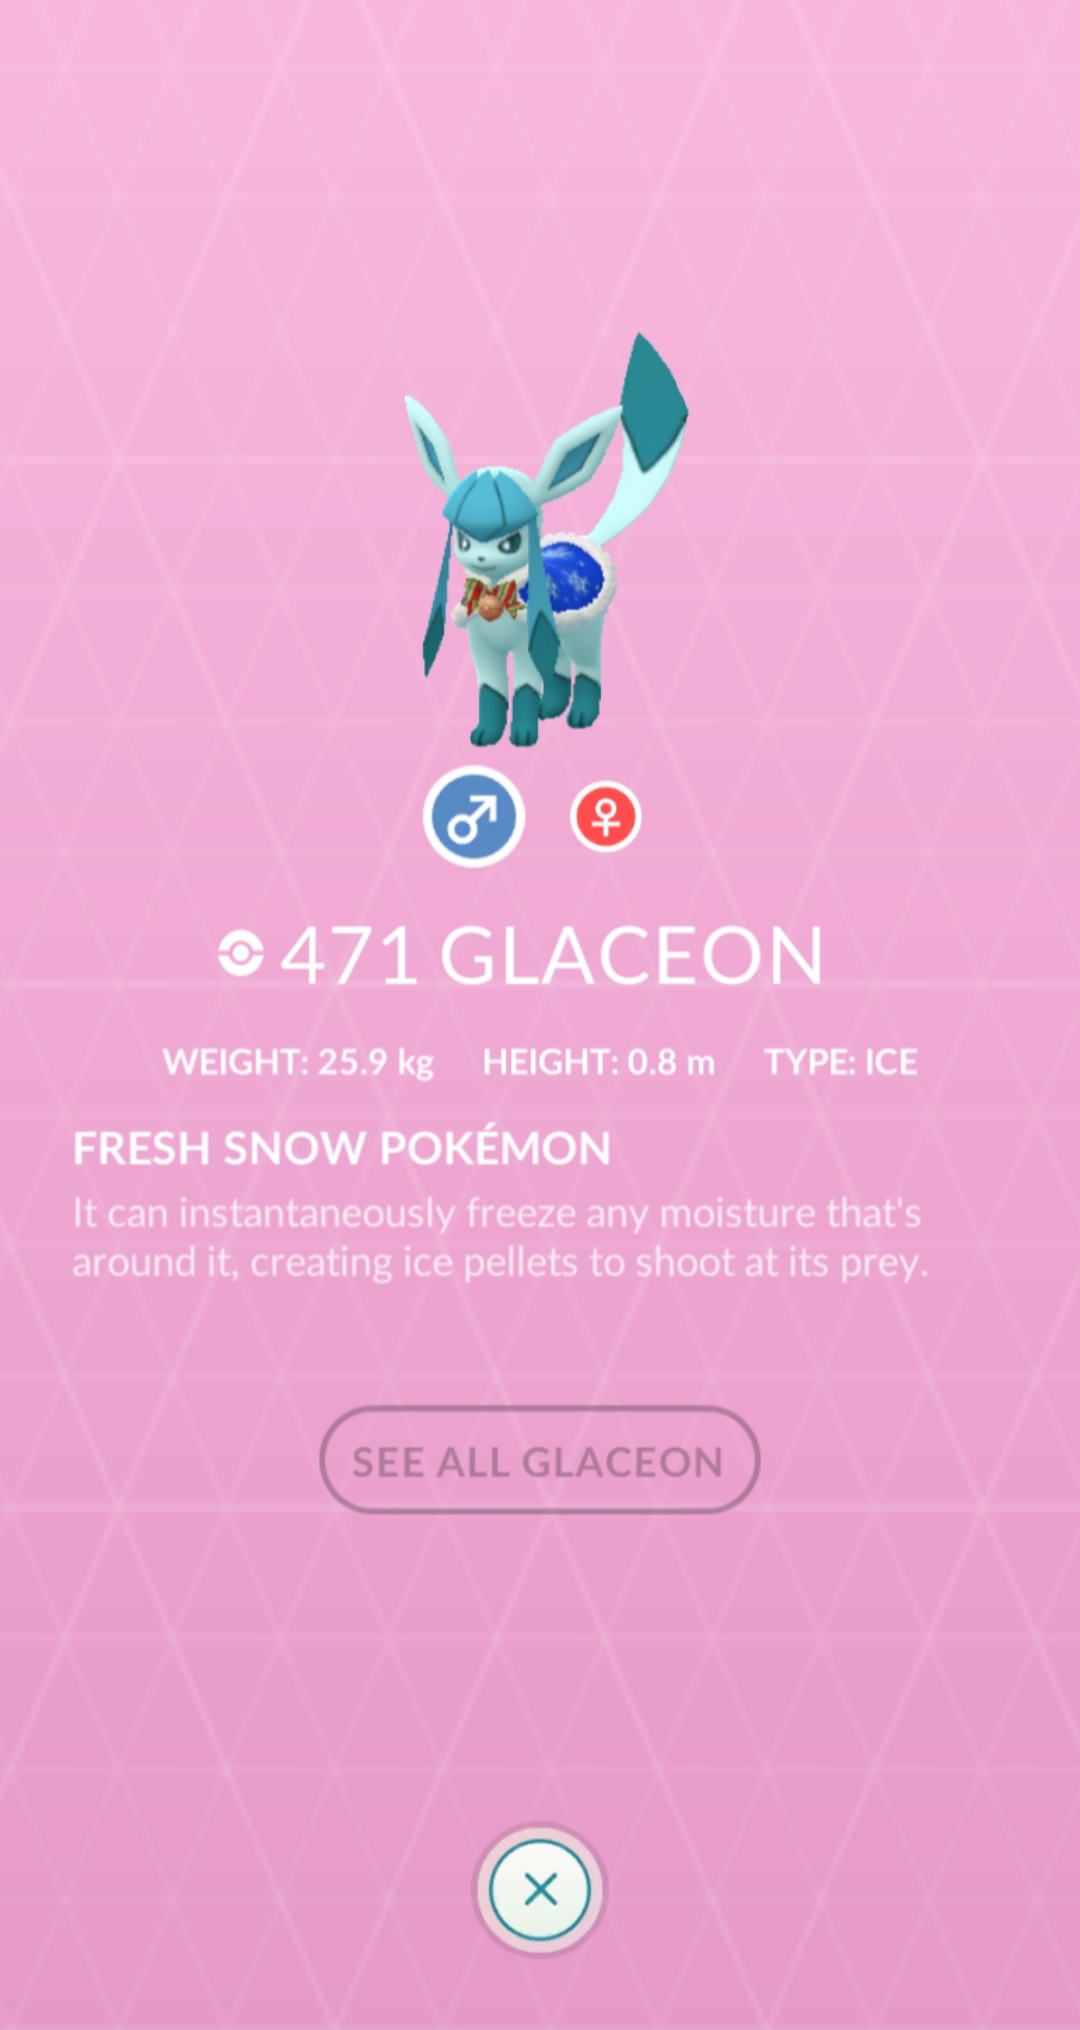 471 GLACEON
WEIGHT: 25.9 kg HEIGHT: 0.8 m TYPE: ICE
FRESH SNOW POKÉMON
It can instantaneously freeze any moisture that's
around it, creating ice pellets to shoot at its prey.
SEE ALL GLACEON